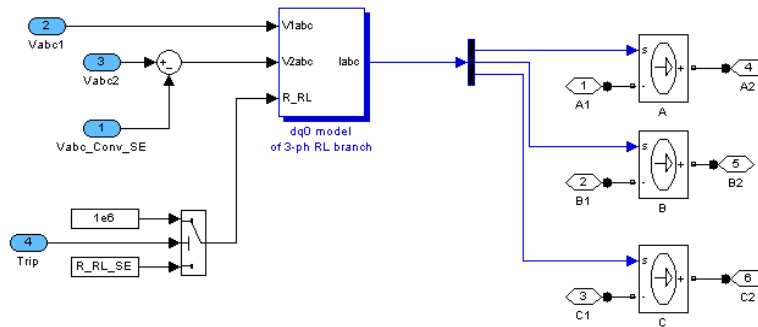 2
Vabc1
3
Vabc2
+
-
1
Vabc_Conv_SE
V1abc
V2abc
R_RL
Iabc
dq0 model
of 3-ph RL branch
1e6
4
Trip
R_RL_SE
s
-
+
1
A1
A
4
A2
s
-
+
2
B1
B
5
B2
s
-
+
3
C1
C
6
C2